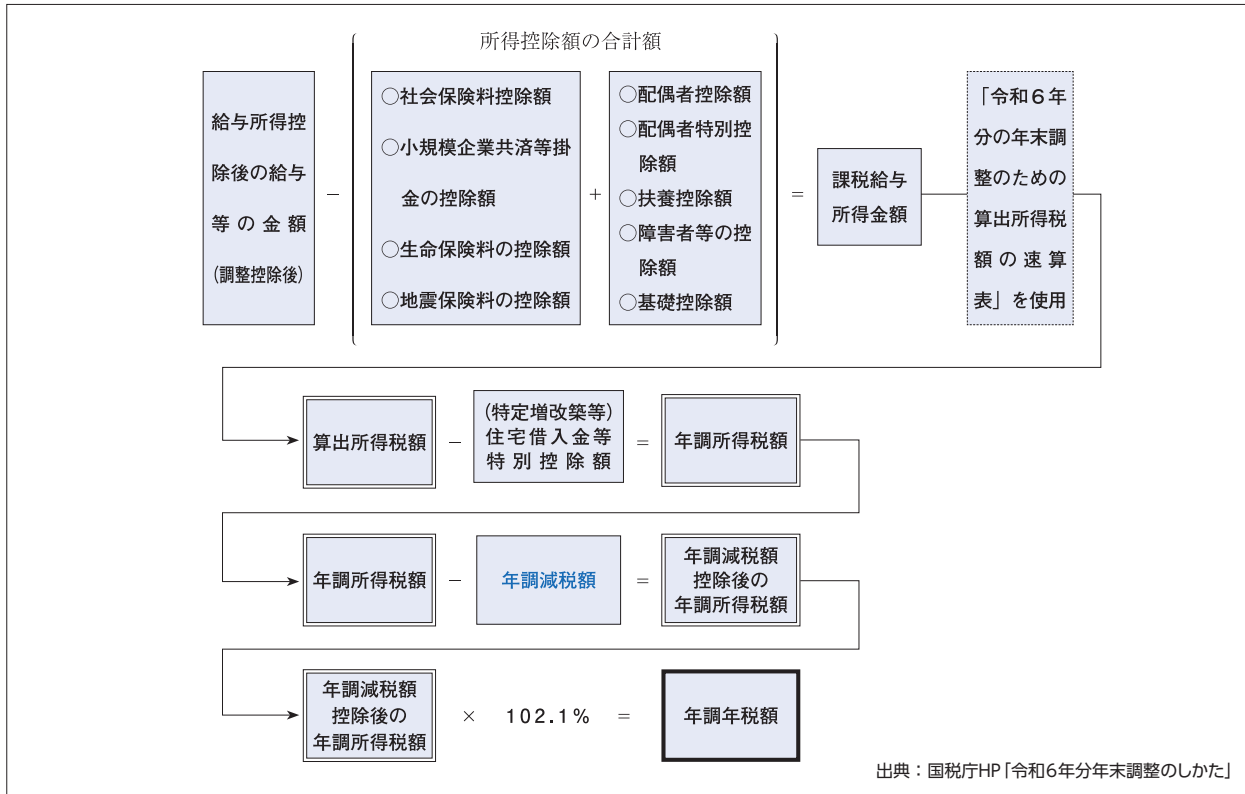 所得控除額の合計額
給与所得控
除後の給与
等の金額
(調整控除後)
−
○社会保険料控除額
○小規模企業共済等掛
金の控除額
○生命保険料の控除額
○地震保険料の控除額
+
○配偶者控除額
○配偶者特別控
除額
○扶養控除額
○障害者等の控
除額
○基礎控除額
=
課税給与
所得金額
「令和6年
分の年末調
整のための
算出所得税
額の速算
表」を使用
算出所得税額
−
(特定増改築等)
住宅借入金等
特別控除額
=
年調所得税額
年調所得税額
−
年調減税額
=
年調減税額
控除後の
年調所得税額
年調減税額
控除後の
年調所得税額
× 102.1% =
年調年税額
出典：国税庁HP「令和6年分年末調整のしかた」